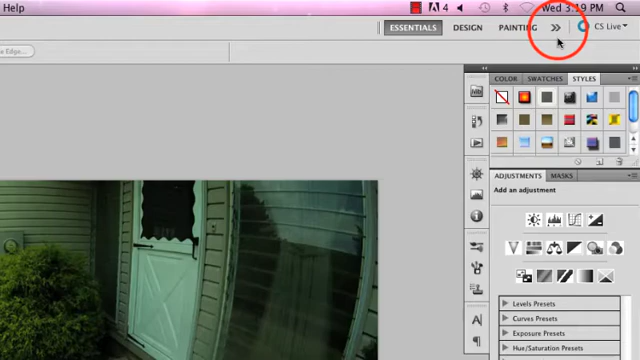 Help
4
Wed 3:19 PM
ESSENTIALS
DESIGN
PAINTING
CS Live
Edge...
COLOR
SWATCHES
STYLES
ADJUSTMENTS
MASKS
Add an adjustment
Levels Presets
Curves Presets
Exposure Presets
Hue/Saturation Presets